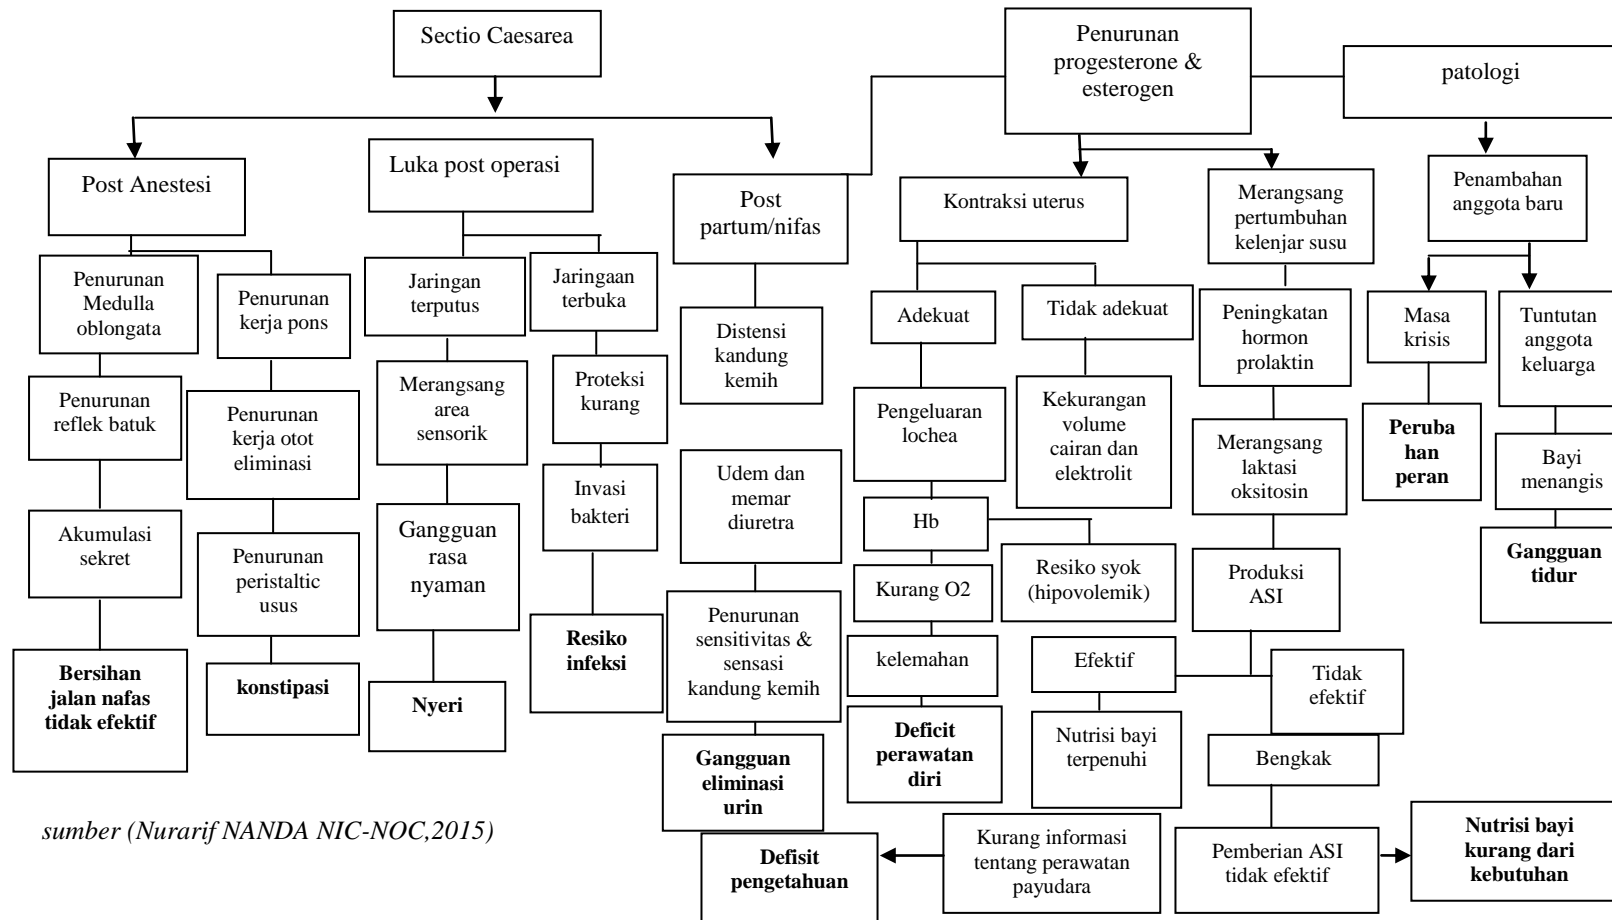 Sectio Caesarea
Penurunan
progesterone &
esterogen
patologi
Post Anestesi
Luka post operasi
Post
partum/nifas
Kontraksi uterus
Merangsang
pertumbuhan
kelenjar susu
Penambahan
anggota baru
Penurunan
Medulla
oblongata
Penurunan
kerja pons
Jaringan
terputus
Jaringaan
terbuka
Distensi
kandung
kemih
Adekuat
Tidak adekuat
Peningkatan
hormon
prolaktin
Masa
krisis
Tuntutan
anggota
keluarga
Penurunan
reflek batuk
Penurunan
kerja otot
eliminasi
Merangsang
area
sensorik
Proteksi
kurang
Pengeluaran
lochea
Kekurangan
volume
cairan dan
elektrolit
Merangsang
laktasi
oksitosin
Peruba
han
peran
Bayi
menangis
Akumulasi
sekret
Penurunan
peristaltic
usus
Gangguan
rasa
nyaman
Invasi
bakteri
Udem dan
memar
diuretra
Hb
Resiko syok
(hipovolemik)
Produksi
ASI
Gangguan
tidur
Kurang O2
Penurunan
sensitivitas &
sensasi
kandung kemih
Resiko
infeksi
kelemahan
Efektif
Tidak
efektif
Bersihan
jalan nafas
tidak efektif
konstipasi
Nyeri
Gangguan
eliminasi
urin
Deficit
perawatan
diri
Nutrisi bayi
terpenuhi
Bengkak
sumber (Nurarif NANDA NIC-NOC,2015)
Defisit
pengetahuan
Kurang informasi
tentang perawatan
payudara
Pemberian ASI
tidak efektif
Nutrisi bayi
kurang dari
kebutuhan